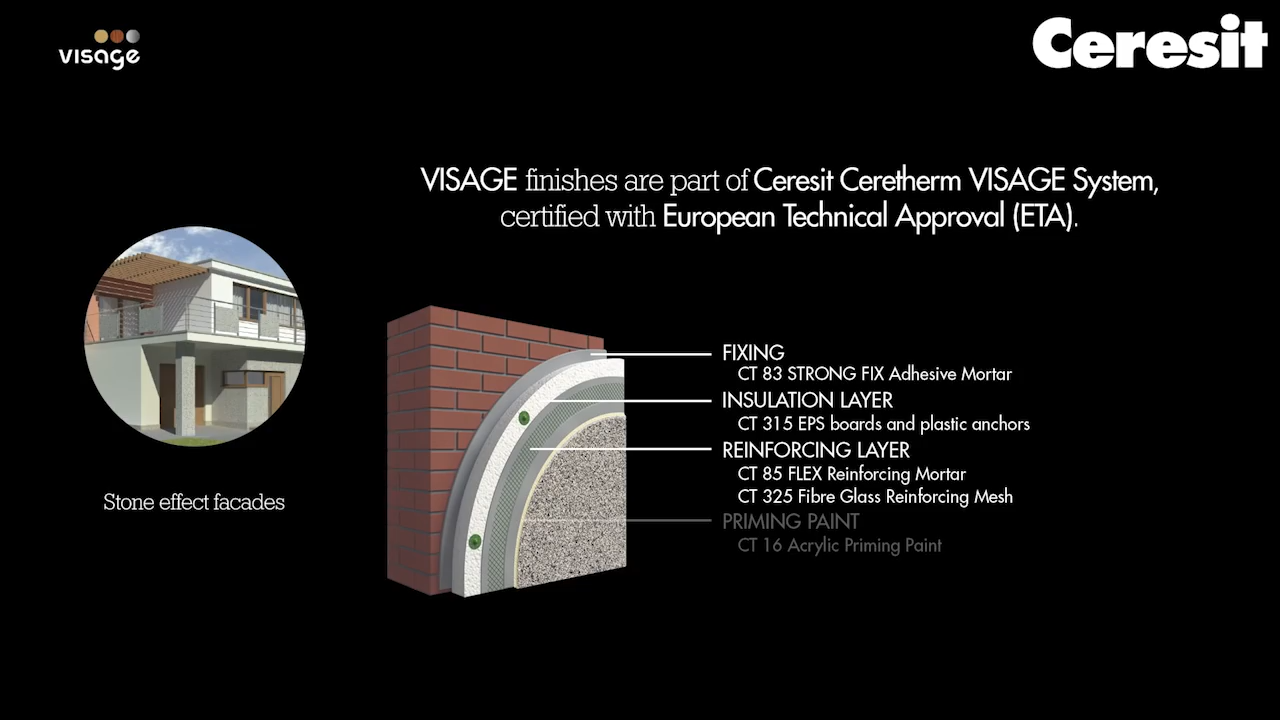 visage
Ceresit
VISAGE finishes are part of Ceresit Ceretherm VISAGE System,
certified with European Technical Approval (ETA).
Stone effect facades
FIXING
CT 83 STRONG FIX Adhesive Mortar
INSULATION LAYER
CT 315 EPS boards and plastic anchors
REINFORCING LAYER
CT 85 FLEX Reinforcing Mortar
CT 325 Fibre Glass Reinforcing Mesh
PRIMING PAINT
CT 16 Acrylic Priming Paint